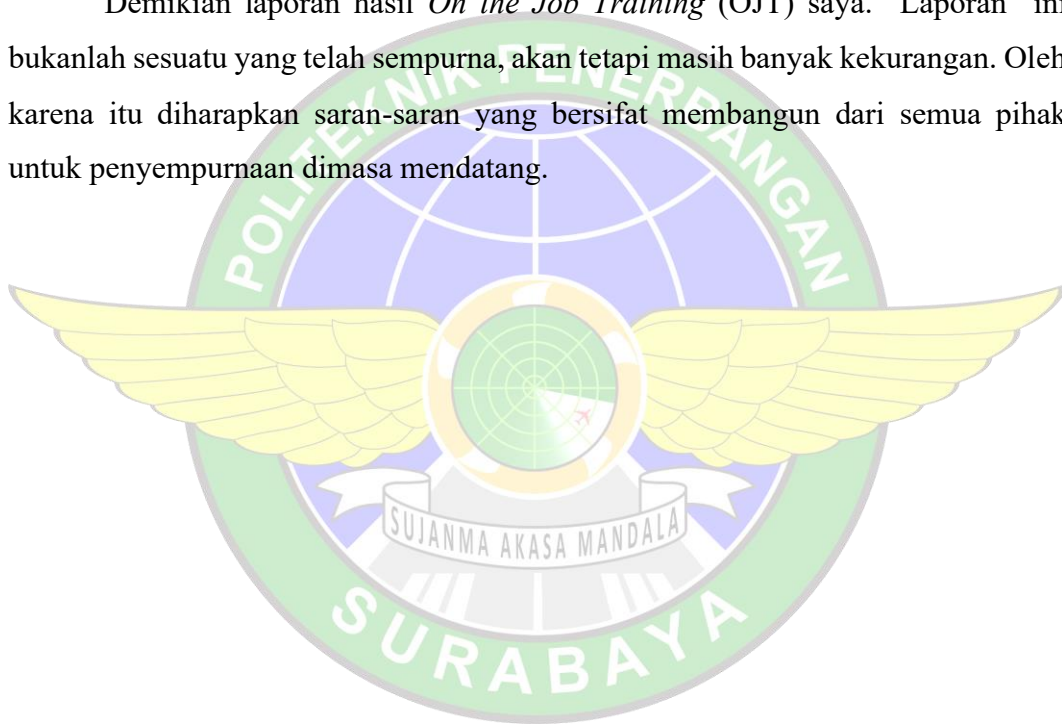 Demikian laporan hasil On the Job Training (OJT) saya. Laporan ini
bukanlah sesuatu yang telah sempurna, akan tetapi masih banyak kekurangan. Oleh
karena itu diharapkan saran-saran yang bersifat membangun dari semua pihak
untuk penyempurnaan dimasa mendatang.
POLITEKNIK PENERBANGAN
SUJANMA AKASA MANDALA
SURABAYA